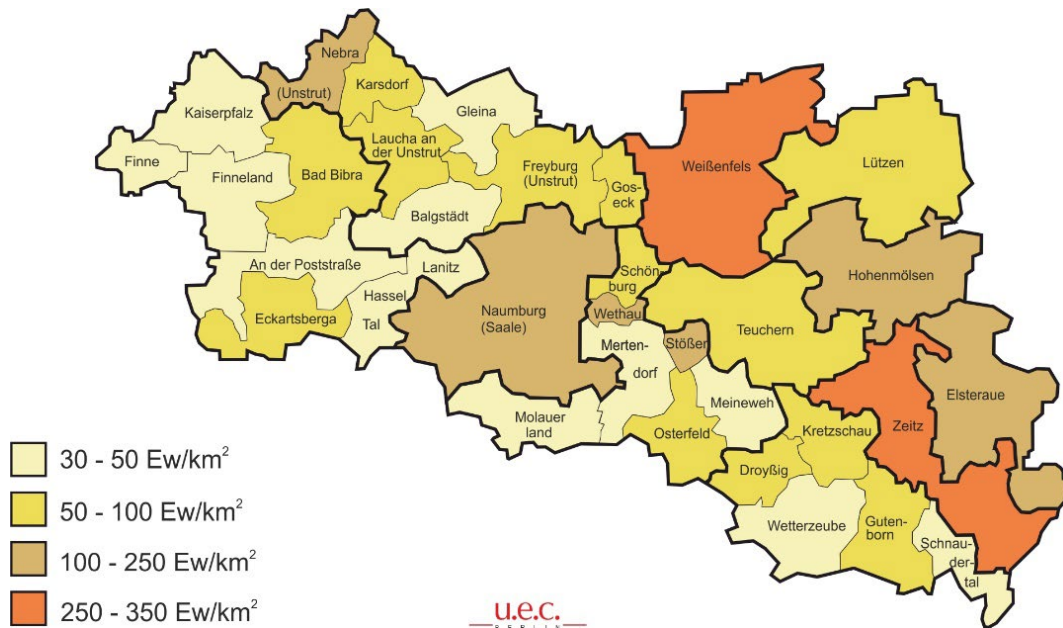 Nebra
(Unstrut)
Karsdorf
Kaiserpfalz
Gleina
Laucha an
der Unstrut
Finne
Finneland
Bad Bibra
Freyburg
(Unstrut)
Gos-
eck
Weißenfels
Lützen
Balgstädt
An der Poststraße
Lanitz
Hassel
Tal
Eckartsberga
Naumburg
(Saale)
Schön-
burg
Wethau
Hohenmölsen
Teuchern
Stößen
Merten-
dorf
Meineweh
Molauer
land
Osterfeld
Kretzschau
Zeitz
Elsteraue
Droyßig
Wetterzeube
Guten-
born
Schnau-
der-
tal
30 - 50 Ew/km²
50 - 100 Ew/km²
100 - 250 Ew/km²
250 - 350 Ew/km²
u.e.c.
BERLIN